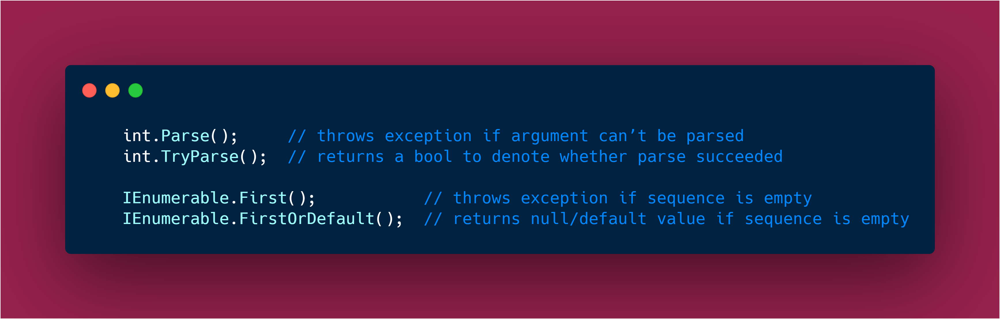 int.Parse();     // throws exception if argument can’t be parsed
int.TryParse();  // returns a bool to denote whether parse succeeded
IEnumerable.First();           // throws exception if sequence is empty
IEnumerable.FirstOrDefault();  // returns null/default value if sequence is empty